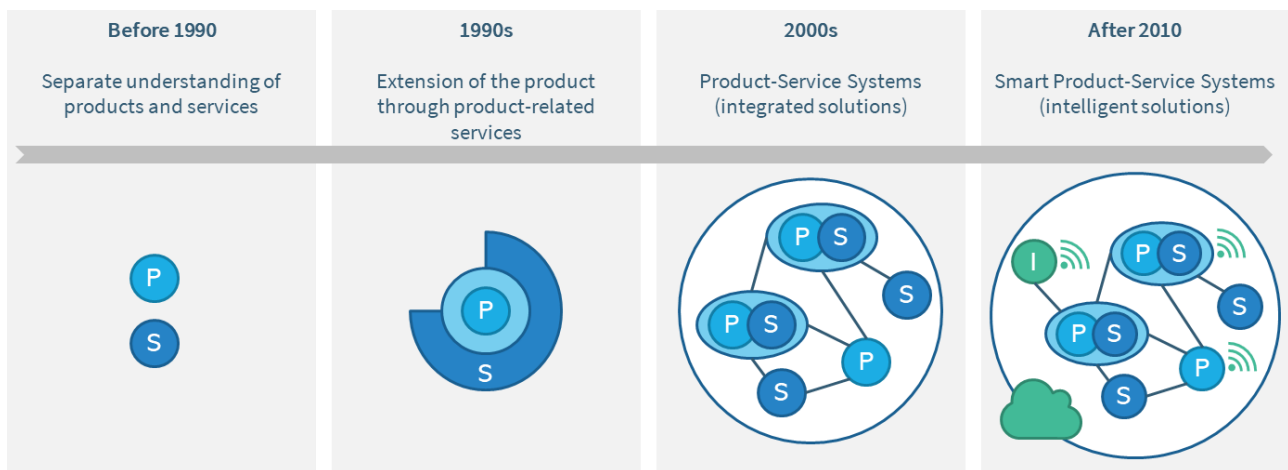 Before 1990
Separate understanding of
products and services
P
S
1990s
Extension of the product
through product-related
services
P
S
2000s
Product-Service Systems
(integrated solutions)
P S
S
P S
P
S
After 2010
Smart Product-Service Systems
(intelligent solutions)
I
P S
S
P S
P
S